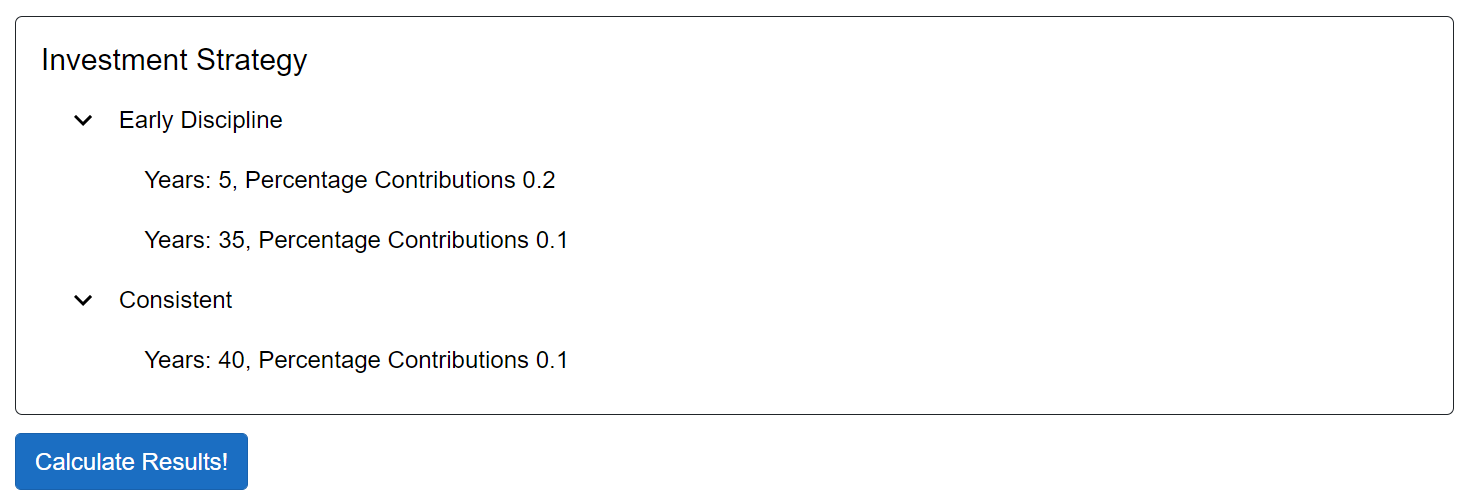 Investment Strategy
Early Discipline
Years: 5, Percentage Contributions 0.2
Years: 35, Percentage Contributions 0.1
Consistent
Years: 40, Percentage Contributions 0.1
Calculate Results!